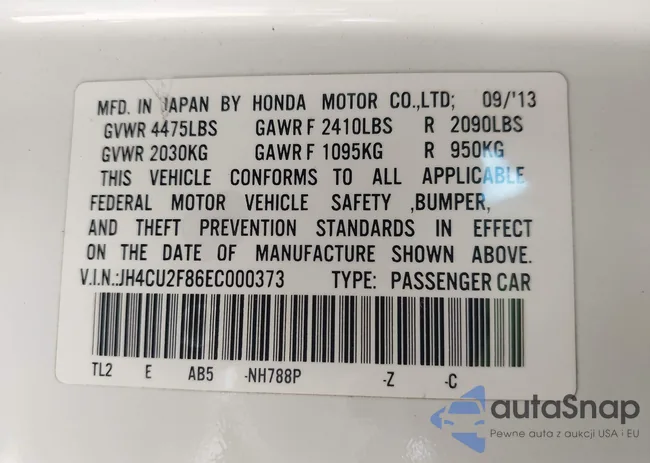 MFD. IN JAPAN BY HONDA MOTOR CO.,LTD; 09/'13
GVWR 4475LBS GAWR F 2410LBS R 2090LBS
GVWR 2030KG GAWR F 1095KG R 950KG
THIS VEHICLE CONFORMS TO ALL APPLICABLE
FEDERAL MOTOR VEHICLE SAFETY ,BUMPER,
AND THEFT PREVENTION STANDARDS IN EFFECT
ON THE DATE OF MANUFACTURE SHOWN ABOVE.
V.I.N.:JH4CU2F86EC000373 TYPE: PASSENGER CAR
TL2 E AB5 -NH788P -Z -C
autaSnap
Pewne auta z aukcji USA i EU